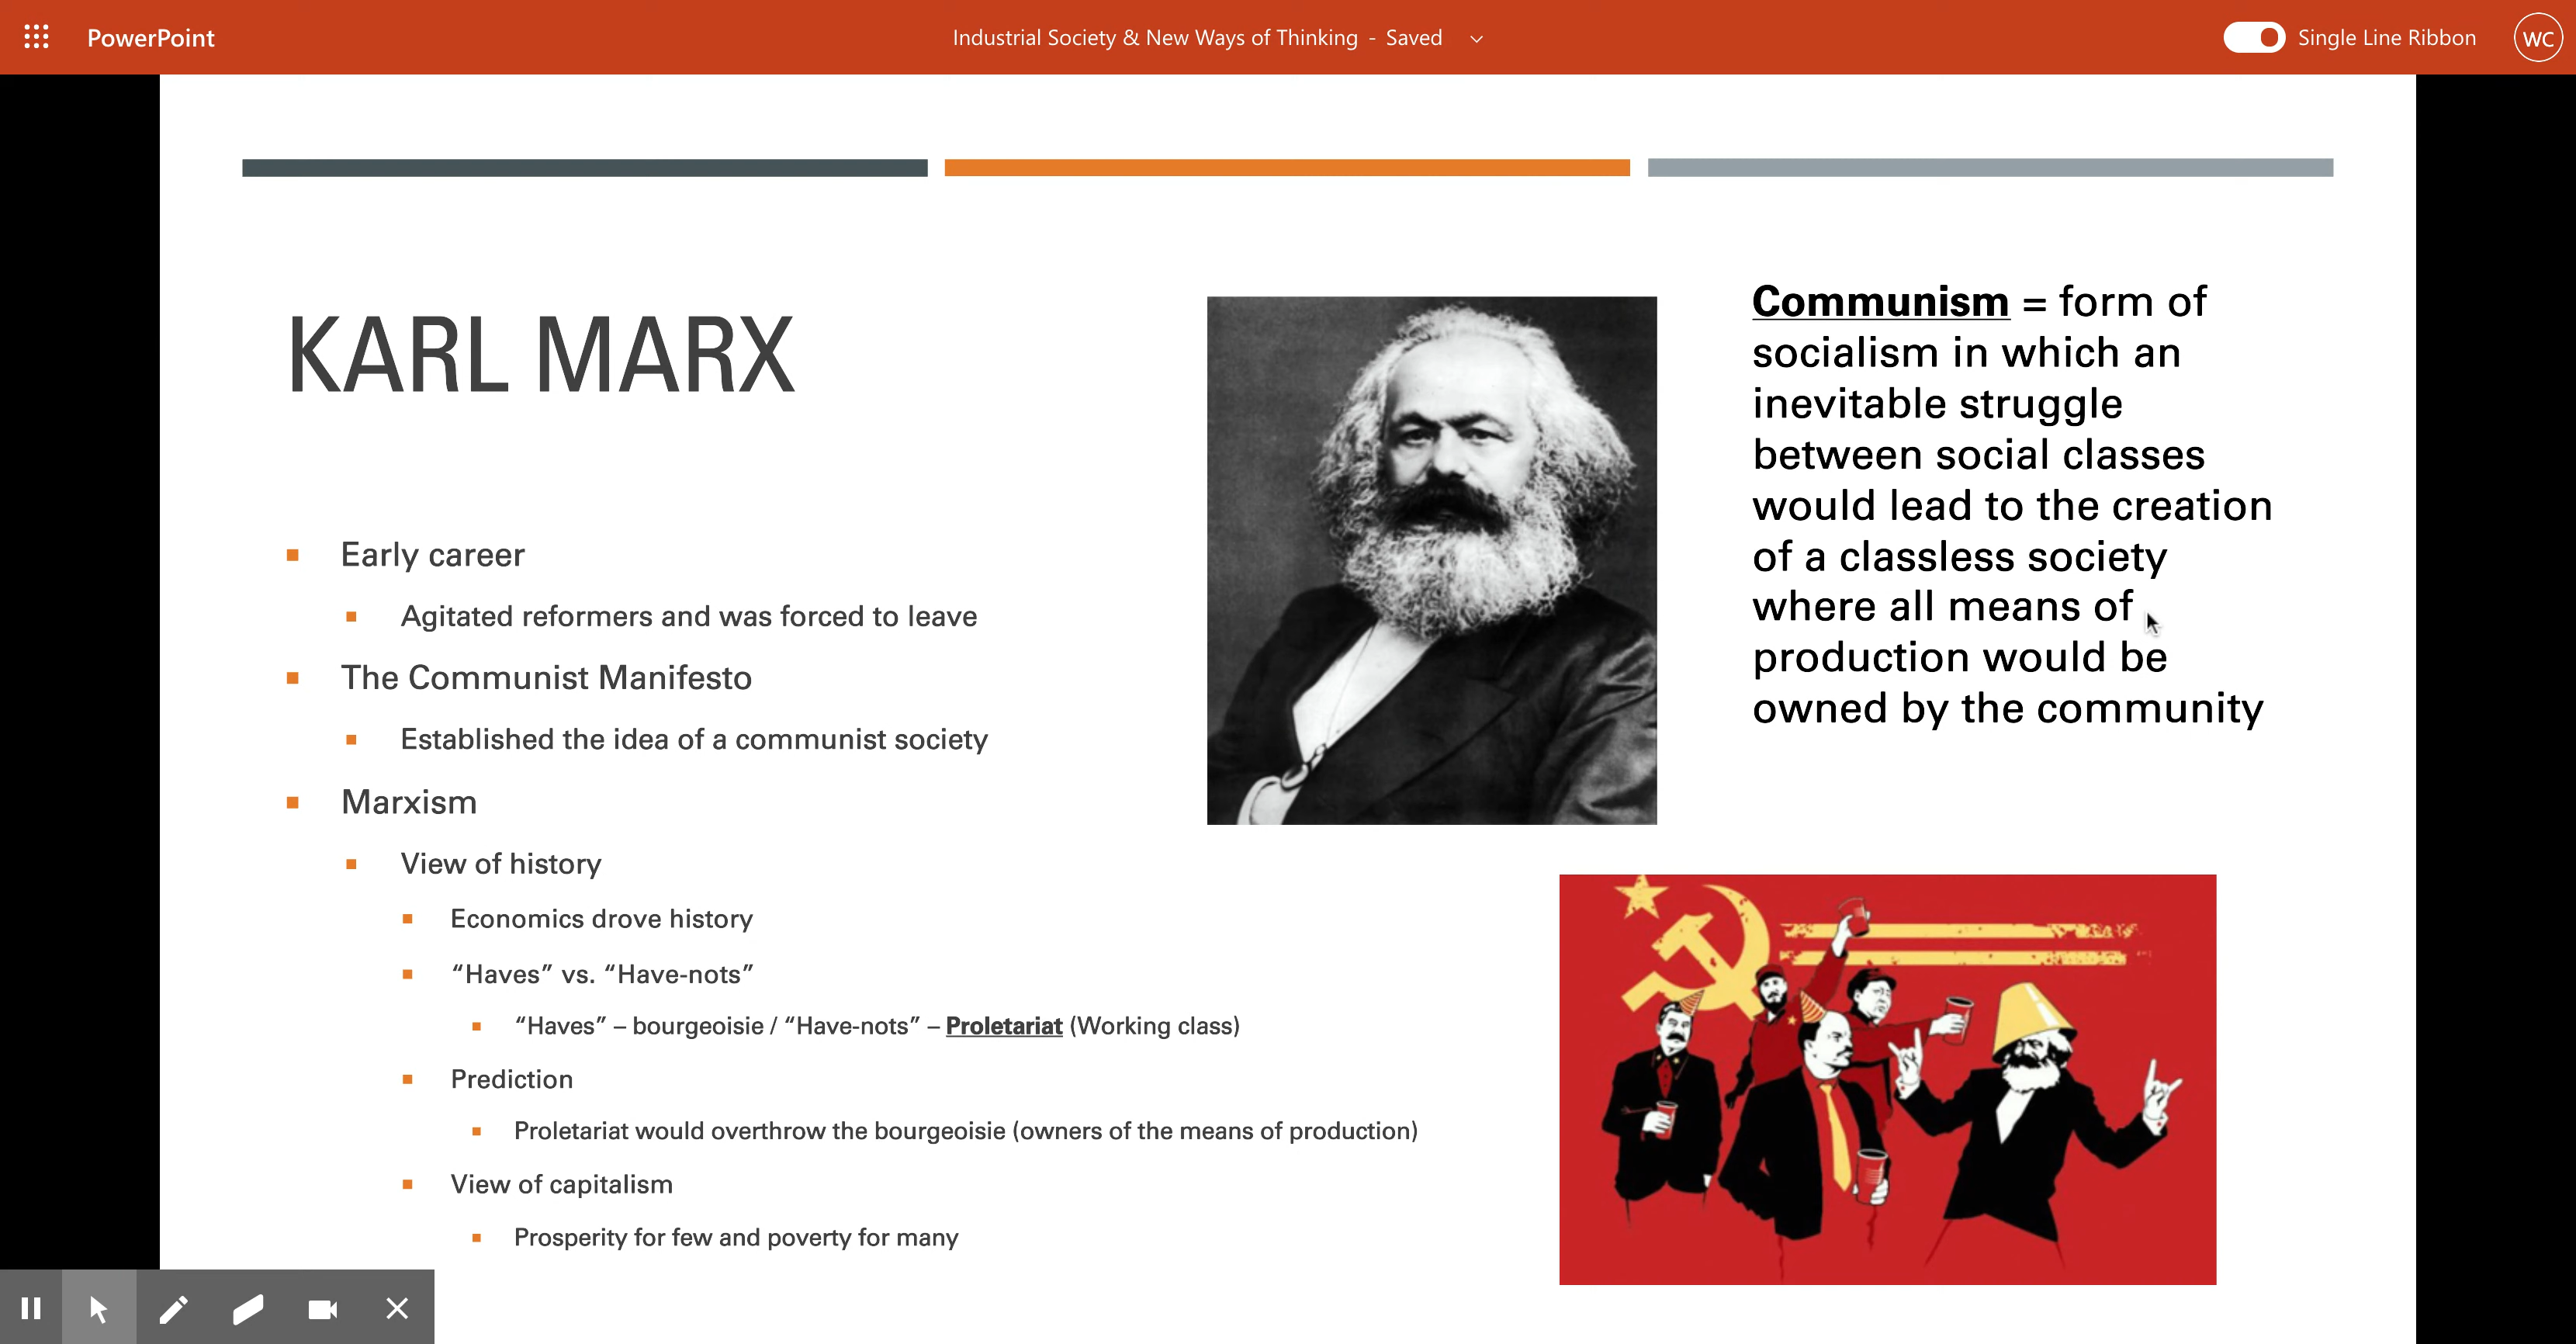 PowerPoint
Industrial Society & New Ways of Thinking - Saved
Single Line Ribbon
WC
KARL MARX
Early career
Agitated reformers and was forced to leave
The Communist Manifesto
Established the idea of a communist society
Marxism
View of history
Economics drove history
“Haves” vs. “Have-nots”
“Haves” – bourgeoisie / “Have-nots” – Proletariat (Working class)
Prediction
Proletariat would overthrow the bourgeoisie (owners of the means of production)
View of capitalism
Prosperity for few and poverty for many
Communism = form of
socialism in which an
inevitable struggle
between social classes
would lead to the creation
of a classless society
where all means of
production would be
owned by the community